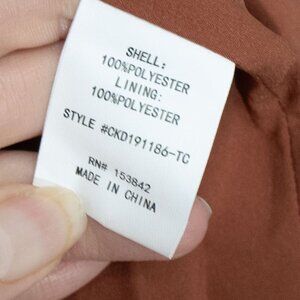 SHELL:
100%POLYESTER
LINING:
100%POLYESTER
STYLE #CKD191186-TC
RN# 153842
MADE IN CHINA